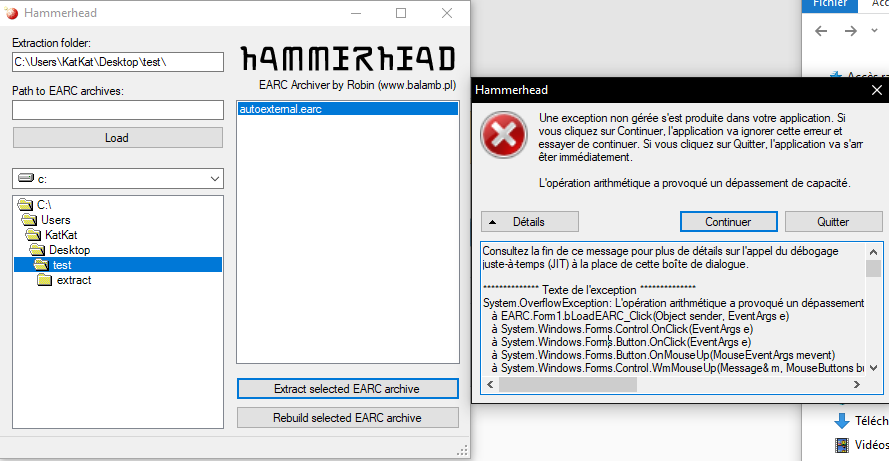 Hammerhead
Extraction folder:
C:\Users\KatKat\Desktop\test\
Path to EARC archives:
Load
c:
C:\
Users
KatKat
Desktop
test
extract
hAMMERhEAD
EARC Archiver by Robin (www.balamb.pl)
autoexternal.earc
Extract selected EARC archive
Rebuild selected EARC archive
Fichier
Hammerhead
Une exception non gérée s'est produite dans votre application. Si
vous cliquez sur Continuer, l'application va ignorer cette erreur et
essayer de continuer. Si vous cliquez sur Quitter, l'application va s'arr
êter immédiatement.
L'opération arithmétique a provoqué un dépassement de capacité.
Détails
Continuer
Quitter
Consultez la fin de ce message pour plus de détails sur l'appel du débogage
juste-à-temps (JIT) à la place de cette boîte de dialogue.
************** Texte de l'exception **************
System.OverflowException: L'opération arithmétique a provoqué un dépassement
à EARC.Form1.bLoadEARC_Click(Object sender, EventArgs e)
à System.Windows.Forms.Control.OnClick(EventArgs e)
à System.Windows.Forms.Button.OnClick(EventArgs e)
à System.Windows.Forms.Button.OnMouseUp(MouseEventArgs mevent)
à System.Windows.Forms.Control.WmMouseUp(Message& m, MouseButtons bu
Téléch
Vidéos